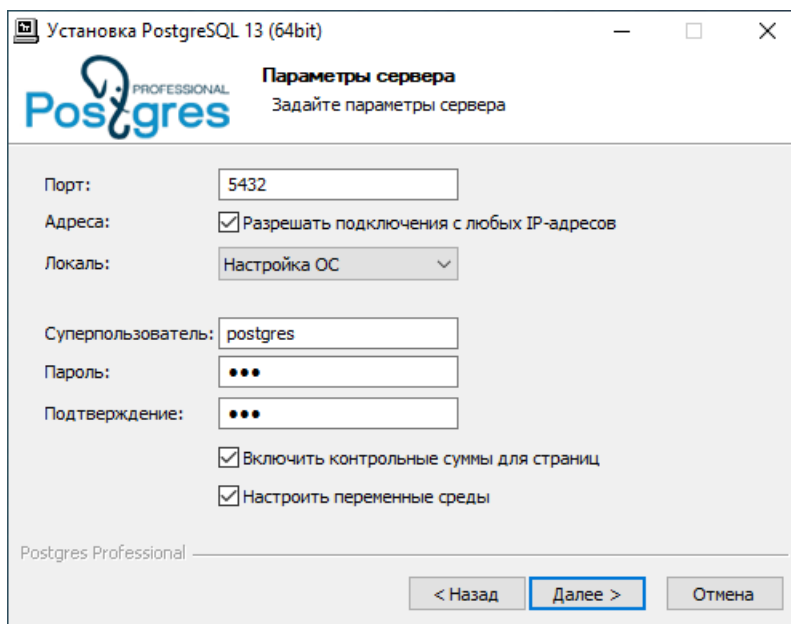 Установка PostgreSQL 13 (64bit)
PROFESSIONAL
Postgres
Параметры сервера
Задайте параметры сервера
Порт: 5432
Адреса: Разрешать подключения с любых IP-адресов
Локаль: Настройка ОС
Суперпользователь: postgres
Пароль: •••
Подтверждение: •••
Включить контрольные суммы для страниц
Настроить переменные среды
Postgres Professional
< Назад Далее > Отмена